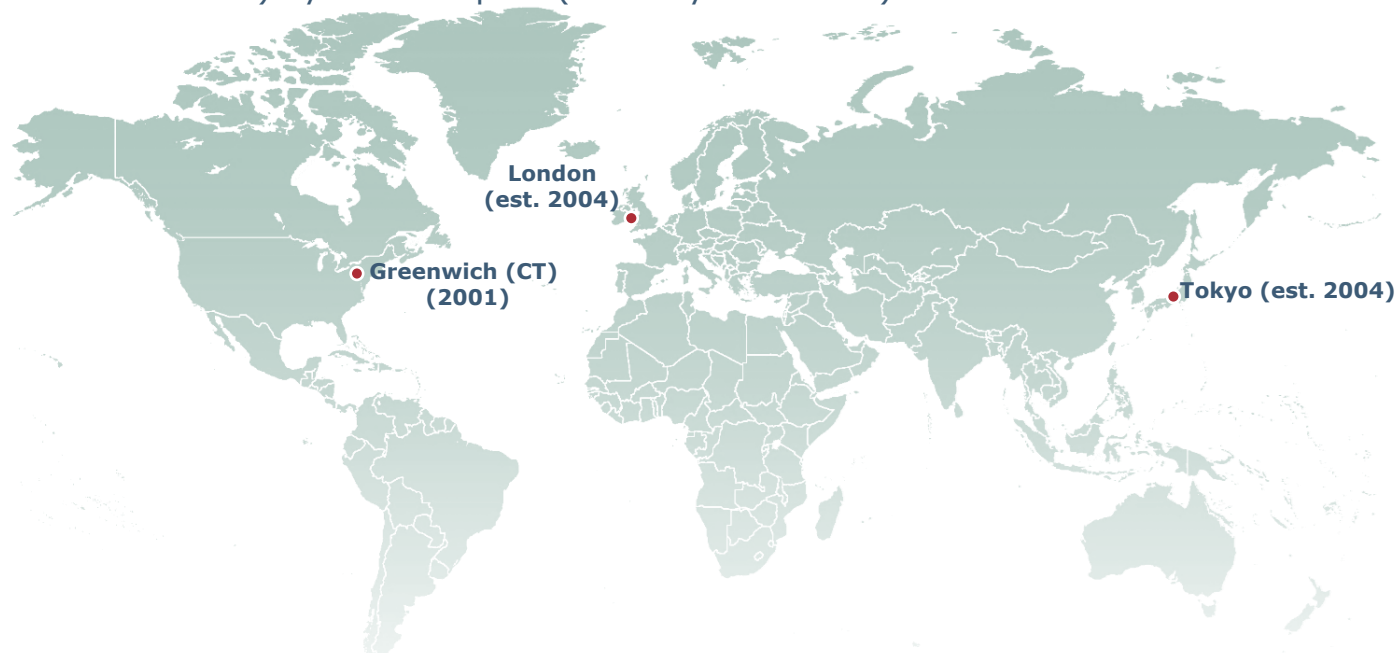 London
(est. 2004)
Greenwich (CT)
(2001)
Tokyo (est. 2004)